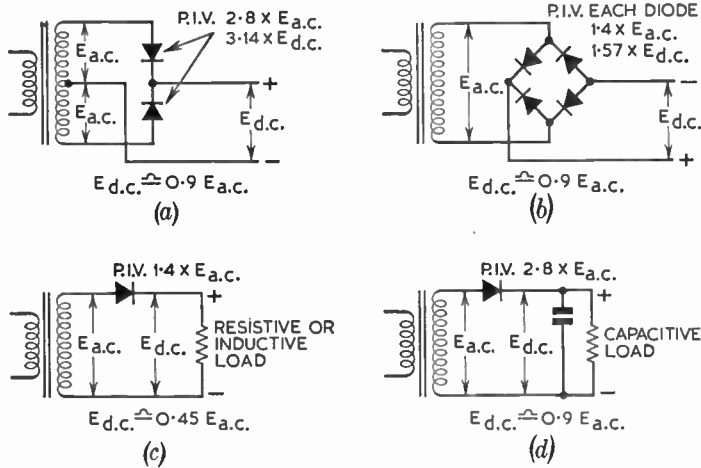 P.I.V. 2·8 x Ea.c.
3·14 x Ed.c.
Ea.c.
Ea.c.
+
Ed.c.
-
Ed.c. ≏ 0·9 Ea.c.
(a)
P.I.V. EACH DIODE
1·4 x Ea.c.
1·57 x Ed.c.
Ea.c.
-
Ed.c.
+
Ed.c. ≏ 0·9 Ea.c.
(b)
P.I.V. 1·4 x Ea.c.
+
Ea.c.
Ed.c.
RESISTIVE OR
INDUCTIVE
LOAD
-
Ed.c. ≏ 0·45 Ea.c.
(c)
P.I.V. 2·8 x Ea.c.
+
Ea.c.
Ed.c.
CAPACITIVE
LOAD
-
Ed.c. ≏ 0·9 Ea.c.
(d)